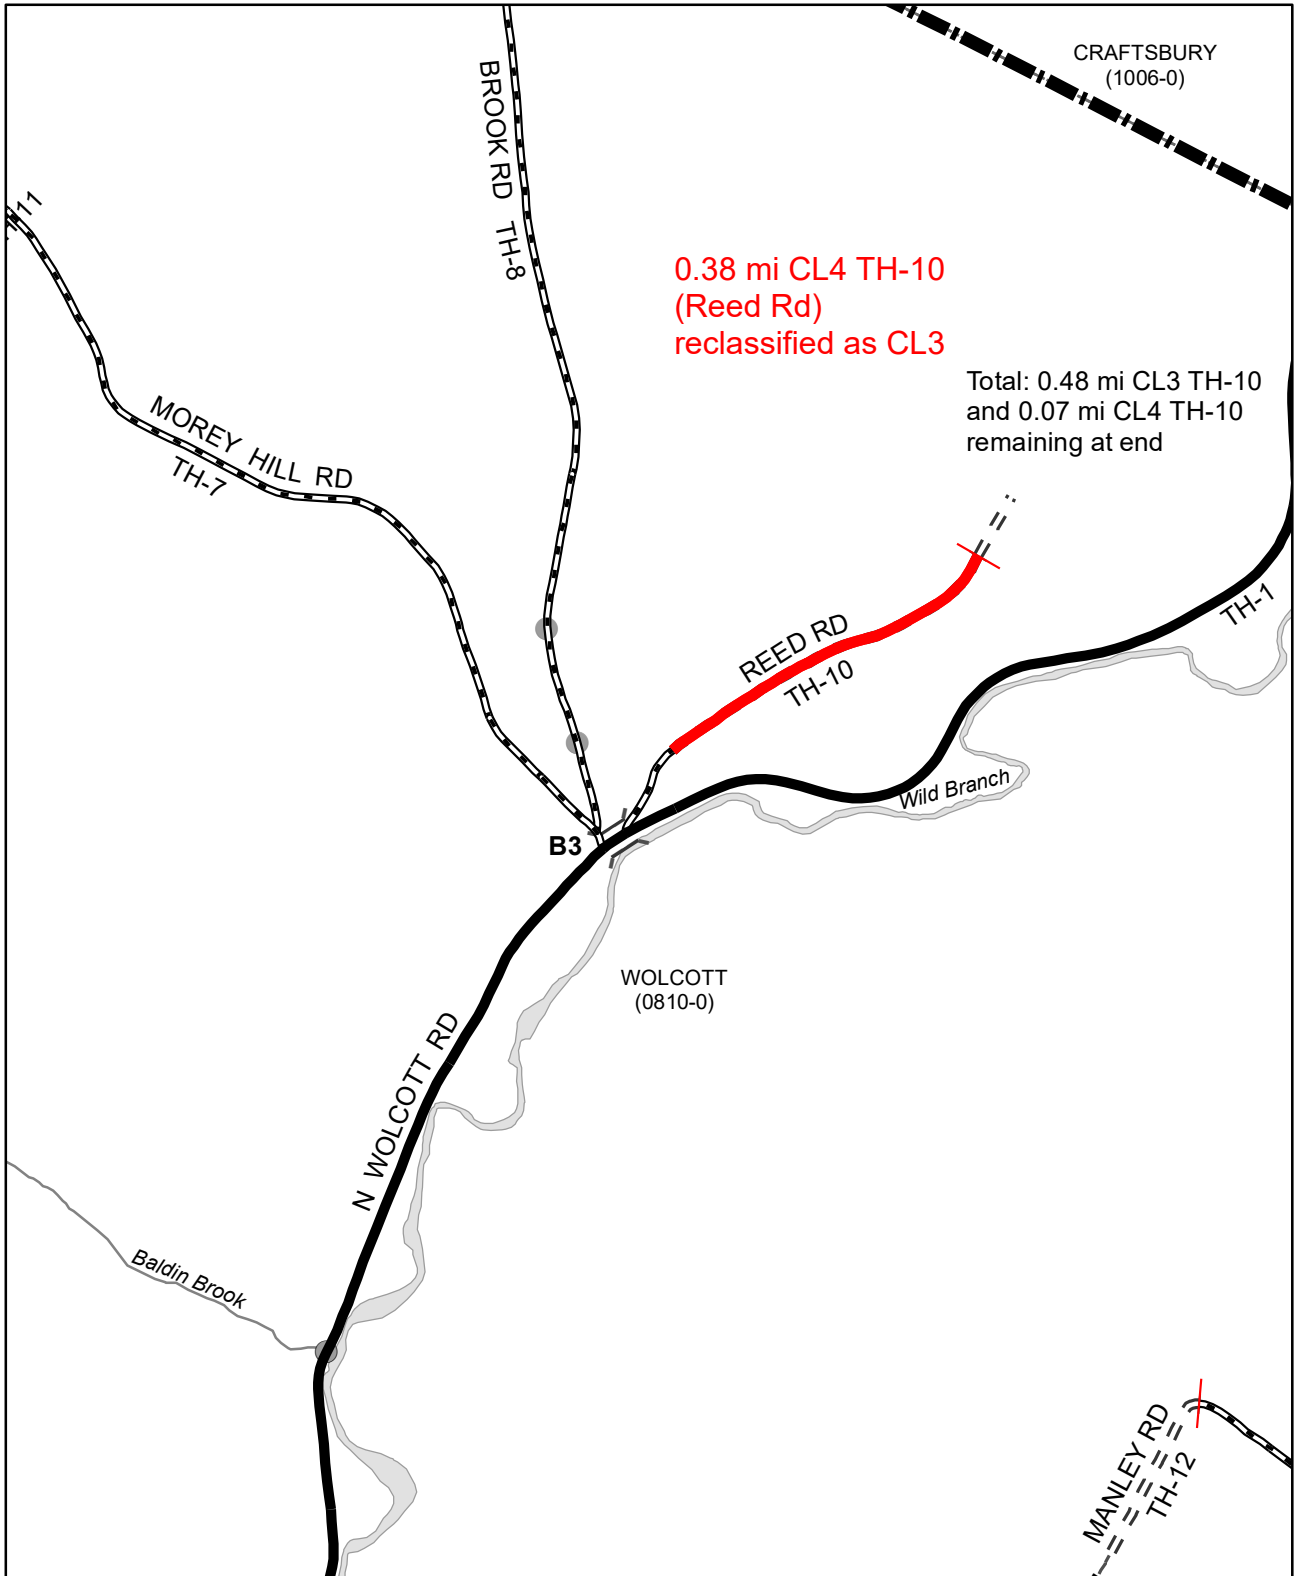 CRAFTSBURY
(1006-0)
BROOK RD TH-8
11
0.38 mi CL4 TH-10
(Reed Rd)
reclassified as CL3
Total: 0.48 mi CL3 TH-10
and 0.07 mi CL4 TH-10
remaining at end
MOREY HILL RD
TH-7
TH-1
REED RD
TH-10
Wild Branch
B3
WOLCOTT
(0810-0)
N WOLCOTT RD
Baldin Brook
MANLEY RD
TH-12